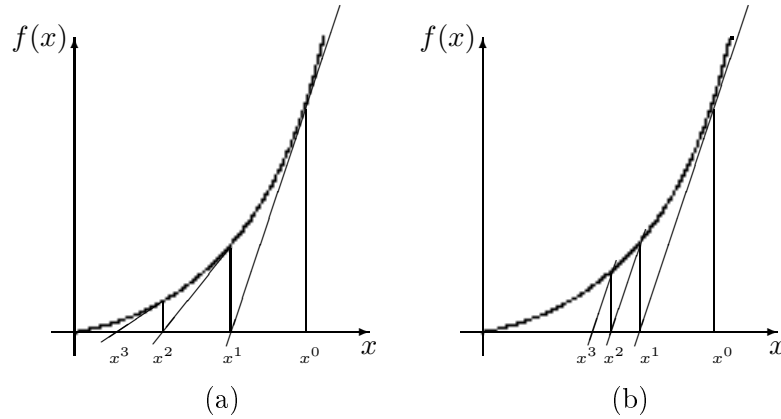 f(x)
x
x³ x² x¹ x⁰
(a)
f(x)
x
x³ x² x¹ x⁰
(b)